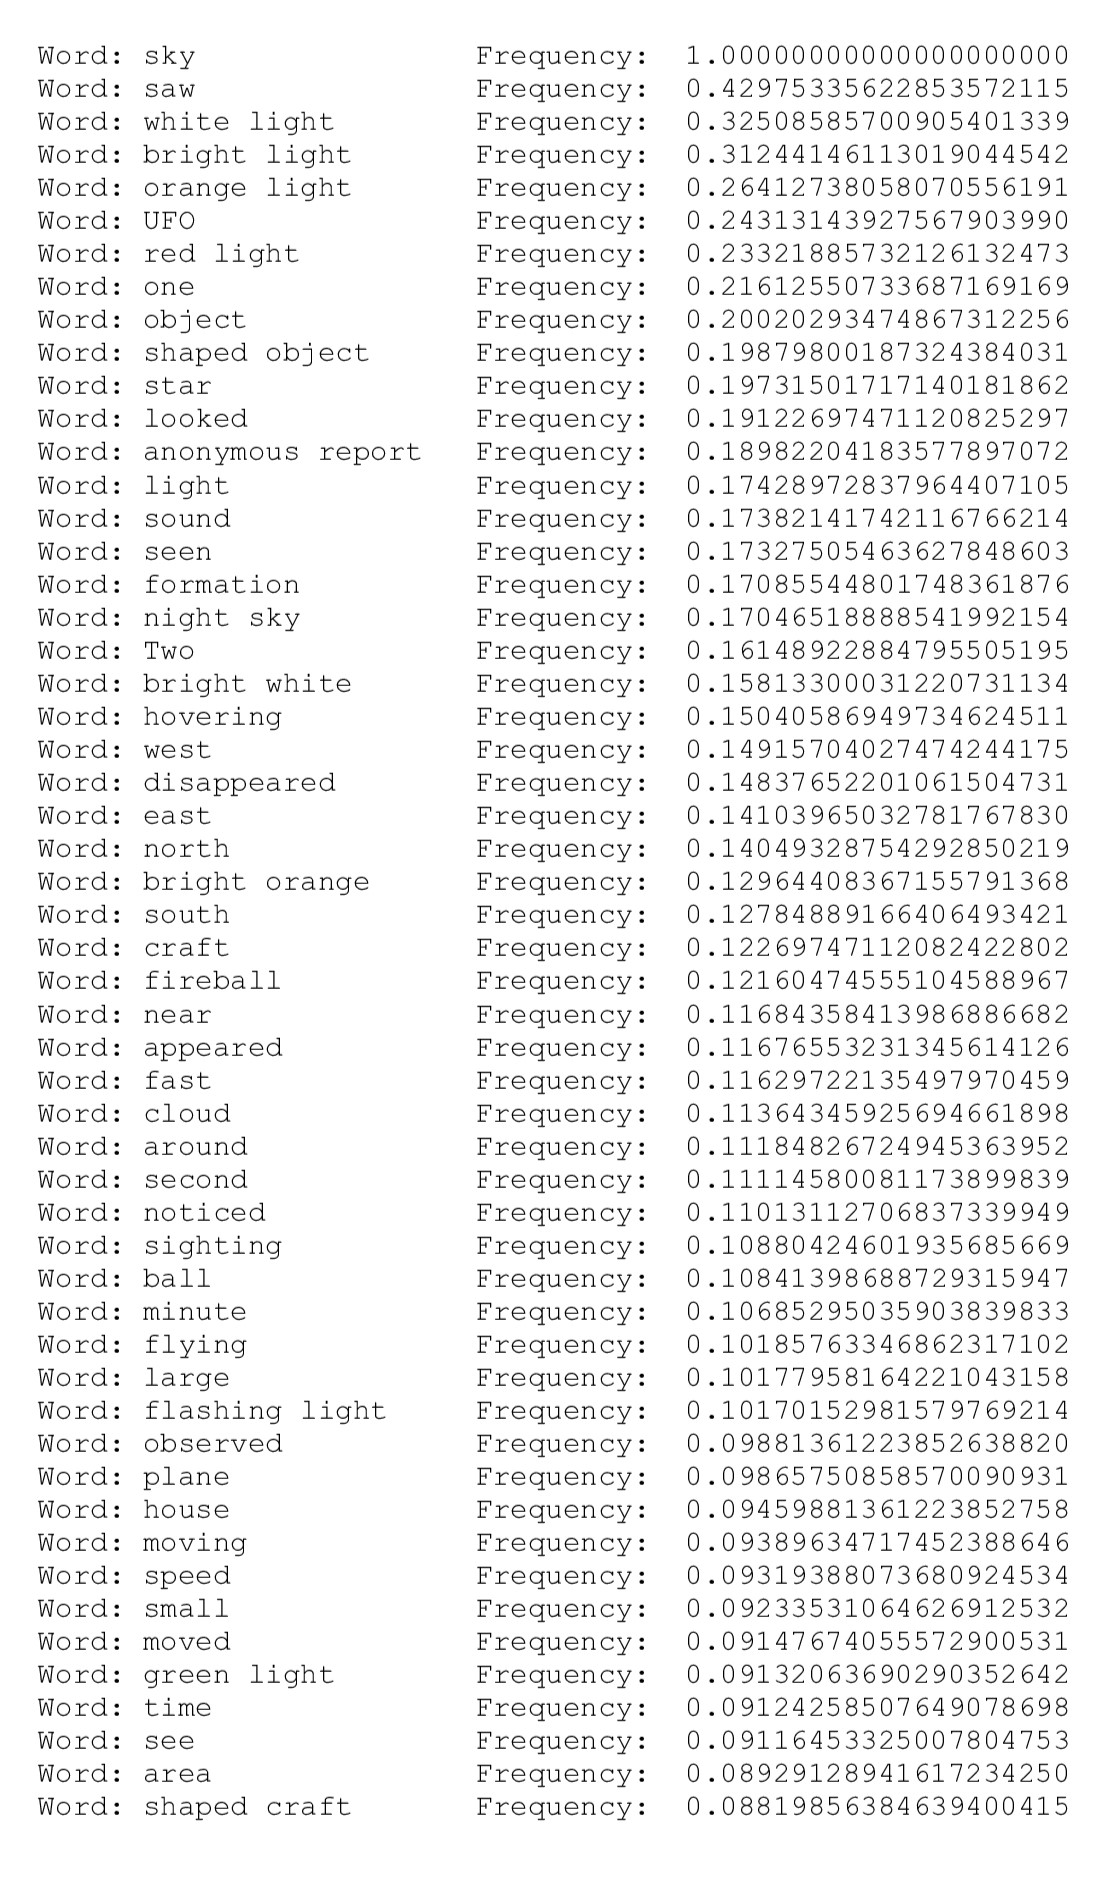 Word: sky Frequency: 1.00000000000000000000
Word: saw Frequency: 0.42975335622853572115
Word: white light Frequency: 0.32508585700905401339
Word: bright light Frequency: 0.31244146113019044542
Word: orange light Frequency: 0.26412738058070556191
Word: UFO Frequency: 0.24313143927567903990
Word: red light Frequency: 0.23321885732126132473
Word: one Frequency: 0.21612550733687169169
Word: object Frequency: 0.20020293474867312256
Word: shaped object Frequency: 0.19879800187324384031
Word: star Frequency: 0.19731501717140181862
Word: looked Frequency: 0.19122697471120825297
Word: anonymous report Frequency: 0.18982204183577897072
Word: light Frequency: 0.17428972837964407105
Word: sound Frequency: 0.17382141742116766214
Word: seen Frequency: 0.17327505463627848603
Word: formation Frequency: 0.17085544801748361876
Word: night sky Frequency: 0.17046518888541992154
Word: Two Frequency: 0.16148922884795505195
Word: bright white Frequency: 0.15813300031220731134
Word: hovering Frequency: 0.15040586949734624511
Word: west Frequency: 0.14915704027474244175
Word: disappeared Frequency: 0.14837652201061504731
Word: east Frequency: 0.14103965032781767830
Word: north Frequency: 0.14049328754292850219
Word: bright orange Frequency: 0.12964408367155791368
Word: south Frequency: 0.12784889166406493421
Word: craft Frequency: 0.12269747112082422802
Word: fireball Frequency: 0.12160474555104588967
Word: near Frequency: 0.11684358413986886682
Word: appeared Frequency: 0.11676553231345614126
Word: fast Frequency: 0.11629722135497970459
Word: cloud Frequency: 0.11364345925694661898
Word: around Frequency: 0.11184826724945363952
Word: second Frequency: 0.11114580081173899839
Word: noticed Frequency: 0.11013112706837339949
Word: sighting Frequency: 0.10880424601935685669
Word: ball Frequency: 0.10841398688729315947
Word: minute Frequency: 0.10685295035903839833
Word: flying Frequency: 0.10185763346862317102
Word: large Frequency: 0.10177958164221043158
Word: flashing light Frequency: 0.10170152981579769214
Word: observed Frequency: 0.09881361223852638820
Word: plane Frequency: 0.09865750858570090931
Word: house Frequency: 0.09459881361223852758
Word: moving Frequency: 0.09389634717452388646
Word: speed Frequency: 0.09319388073680924534
Word: small Frequency: 0.09233531064626912532
Word: moved Frequency: 0.09147674055572900531
Word: green light Frequency: 0.09132063690290352642
Word: time Frequency: 0.09124258507649078698
Word: see Frequency: 0.09116453325007804753
Word: area Frequency: 0.08929128941617234250
Word: shaped craft Frequency: 0.08819856384639400415